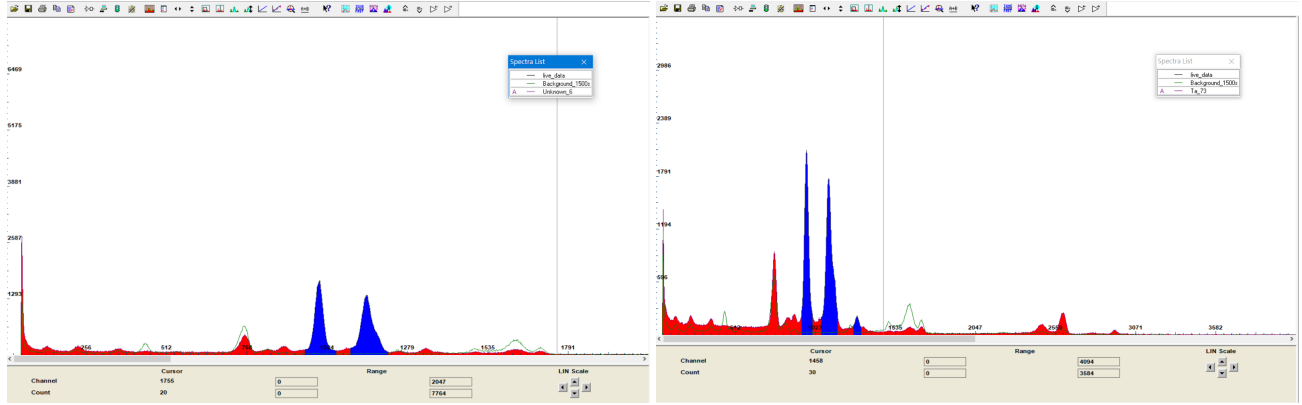 Spectra List
live_data
Background_1500s
A Unknown_6
6469
5175
3881
2587
1293
256 512 768 1024 1279 1535 1791
Cursor Range LIN Scale
Channel 1755 0 2047
Count 20 0 7764
Spectra List
live_data
Background_1500s
A Ta_73
2986
2389
1791
1194
596
512 1023 1535 2047 2559 3071 3582
Cursor Range LIN Scale
Channel 1458 0 4094
Count 30 0 3584